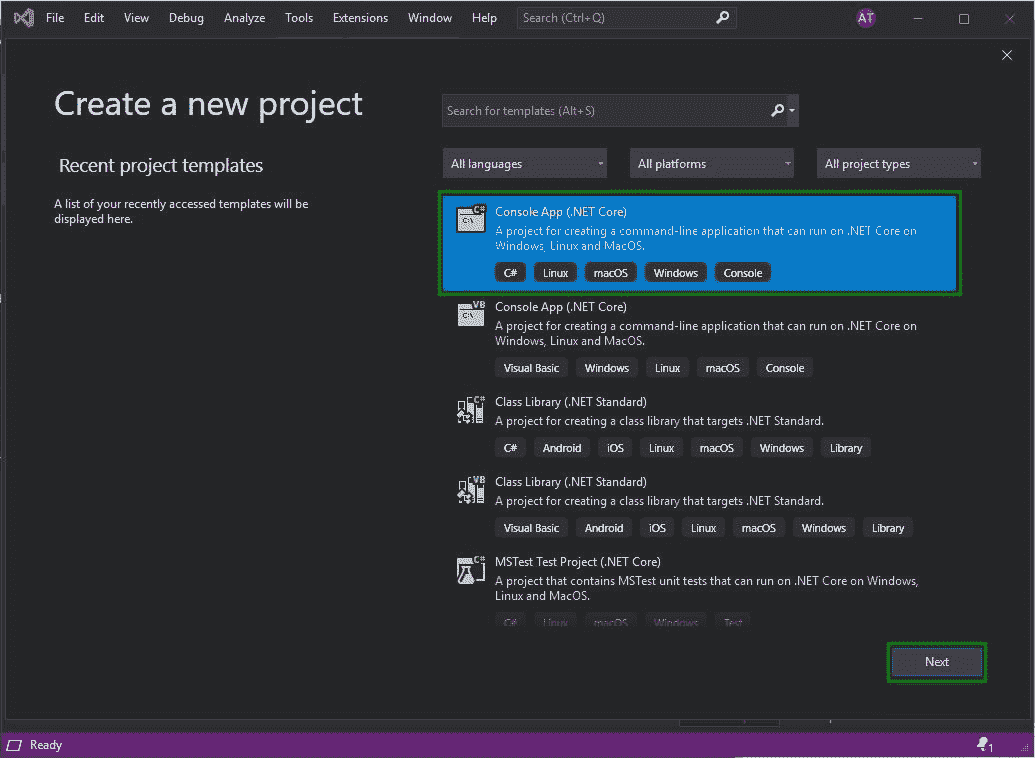 File Edit View Debug Analyze Tools Extensions Window Help Search (Ctrl+Q) AT
Create a new project
Search for templates (Alt+S)
Recent project templates
All languages All platforms All project types
A list of your recently accessed templates will be
displayed here.
C#
C:\
Console App (.NET Core)
A project for creating a command-line application that can run on .NET Core on
Windows, Linux and MacOS.
C# Linux macOS Windows Console
VB
C:\
Console App (.NET Core)
A project for creating a command-line application that can run on .NET Core on
Windows, Linux and MacOS.
Visual Basic Windows Linux macOS Console
C#
Class Library (.NET Standard)
A project for creating a class library that targets .NET Standard.
C# Android iOS Linux macOS Windows Library
VB
Class Library (.NET Standard)
A project for creating a class library that targets .NET Standard.
Visual Basic Android iOS Linux macOS Windows Library
C#
MSTest Test Project (.NET Core)
A project that contains MSTest unit tests that can run on .NET Core on Windows,
Linux and MacOS.
C# Linux macOS Windows Test
Next
Ready
1